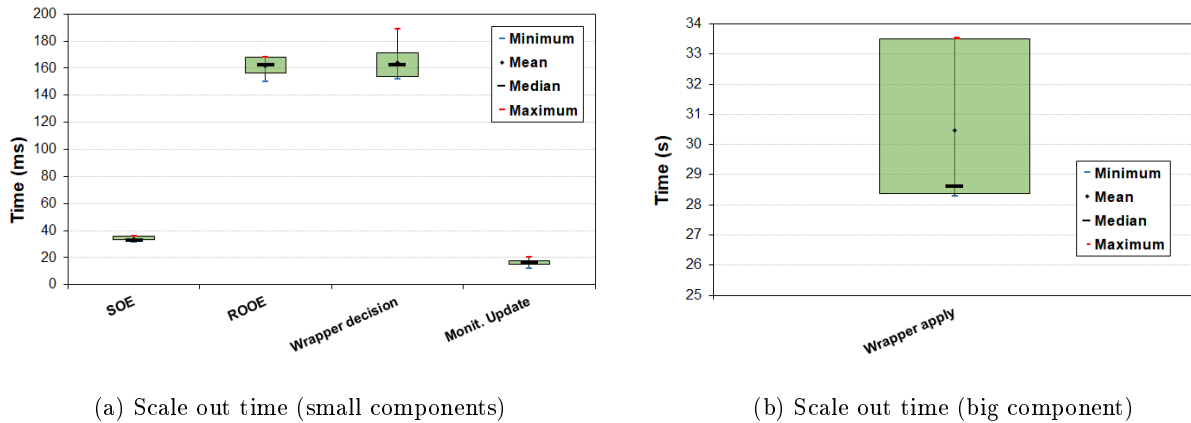 200
180
160
140
120
100
80
60
40
20
0
Time (ms)
Minimum
Mean
Median
Maximum
SOE
ROOE
Wrapper decision
Monit. Update
(a) Scale out time (small components)
34
33
32
31
30
29
28
27
26
25
Time (s)
Minimum
Mean
Median
Maximum
Wrapper apply
(b) Scale out time (big component)